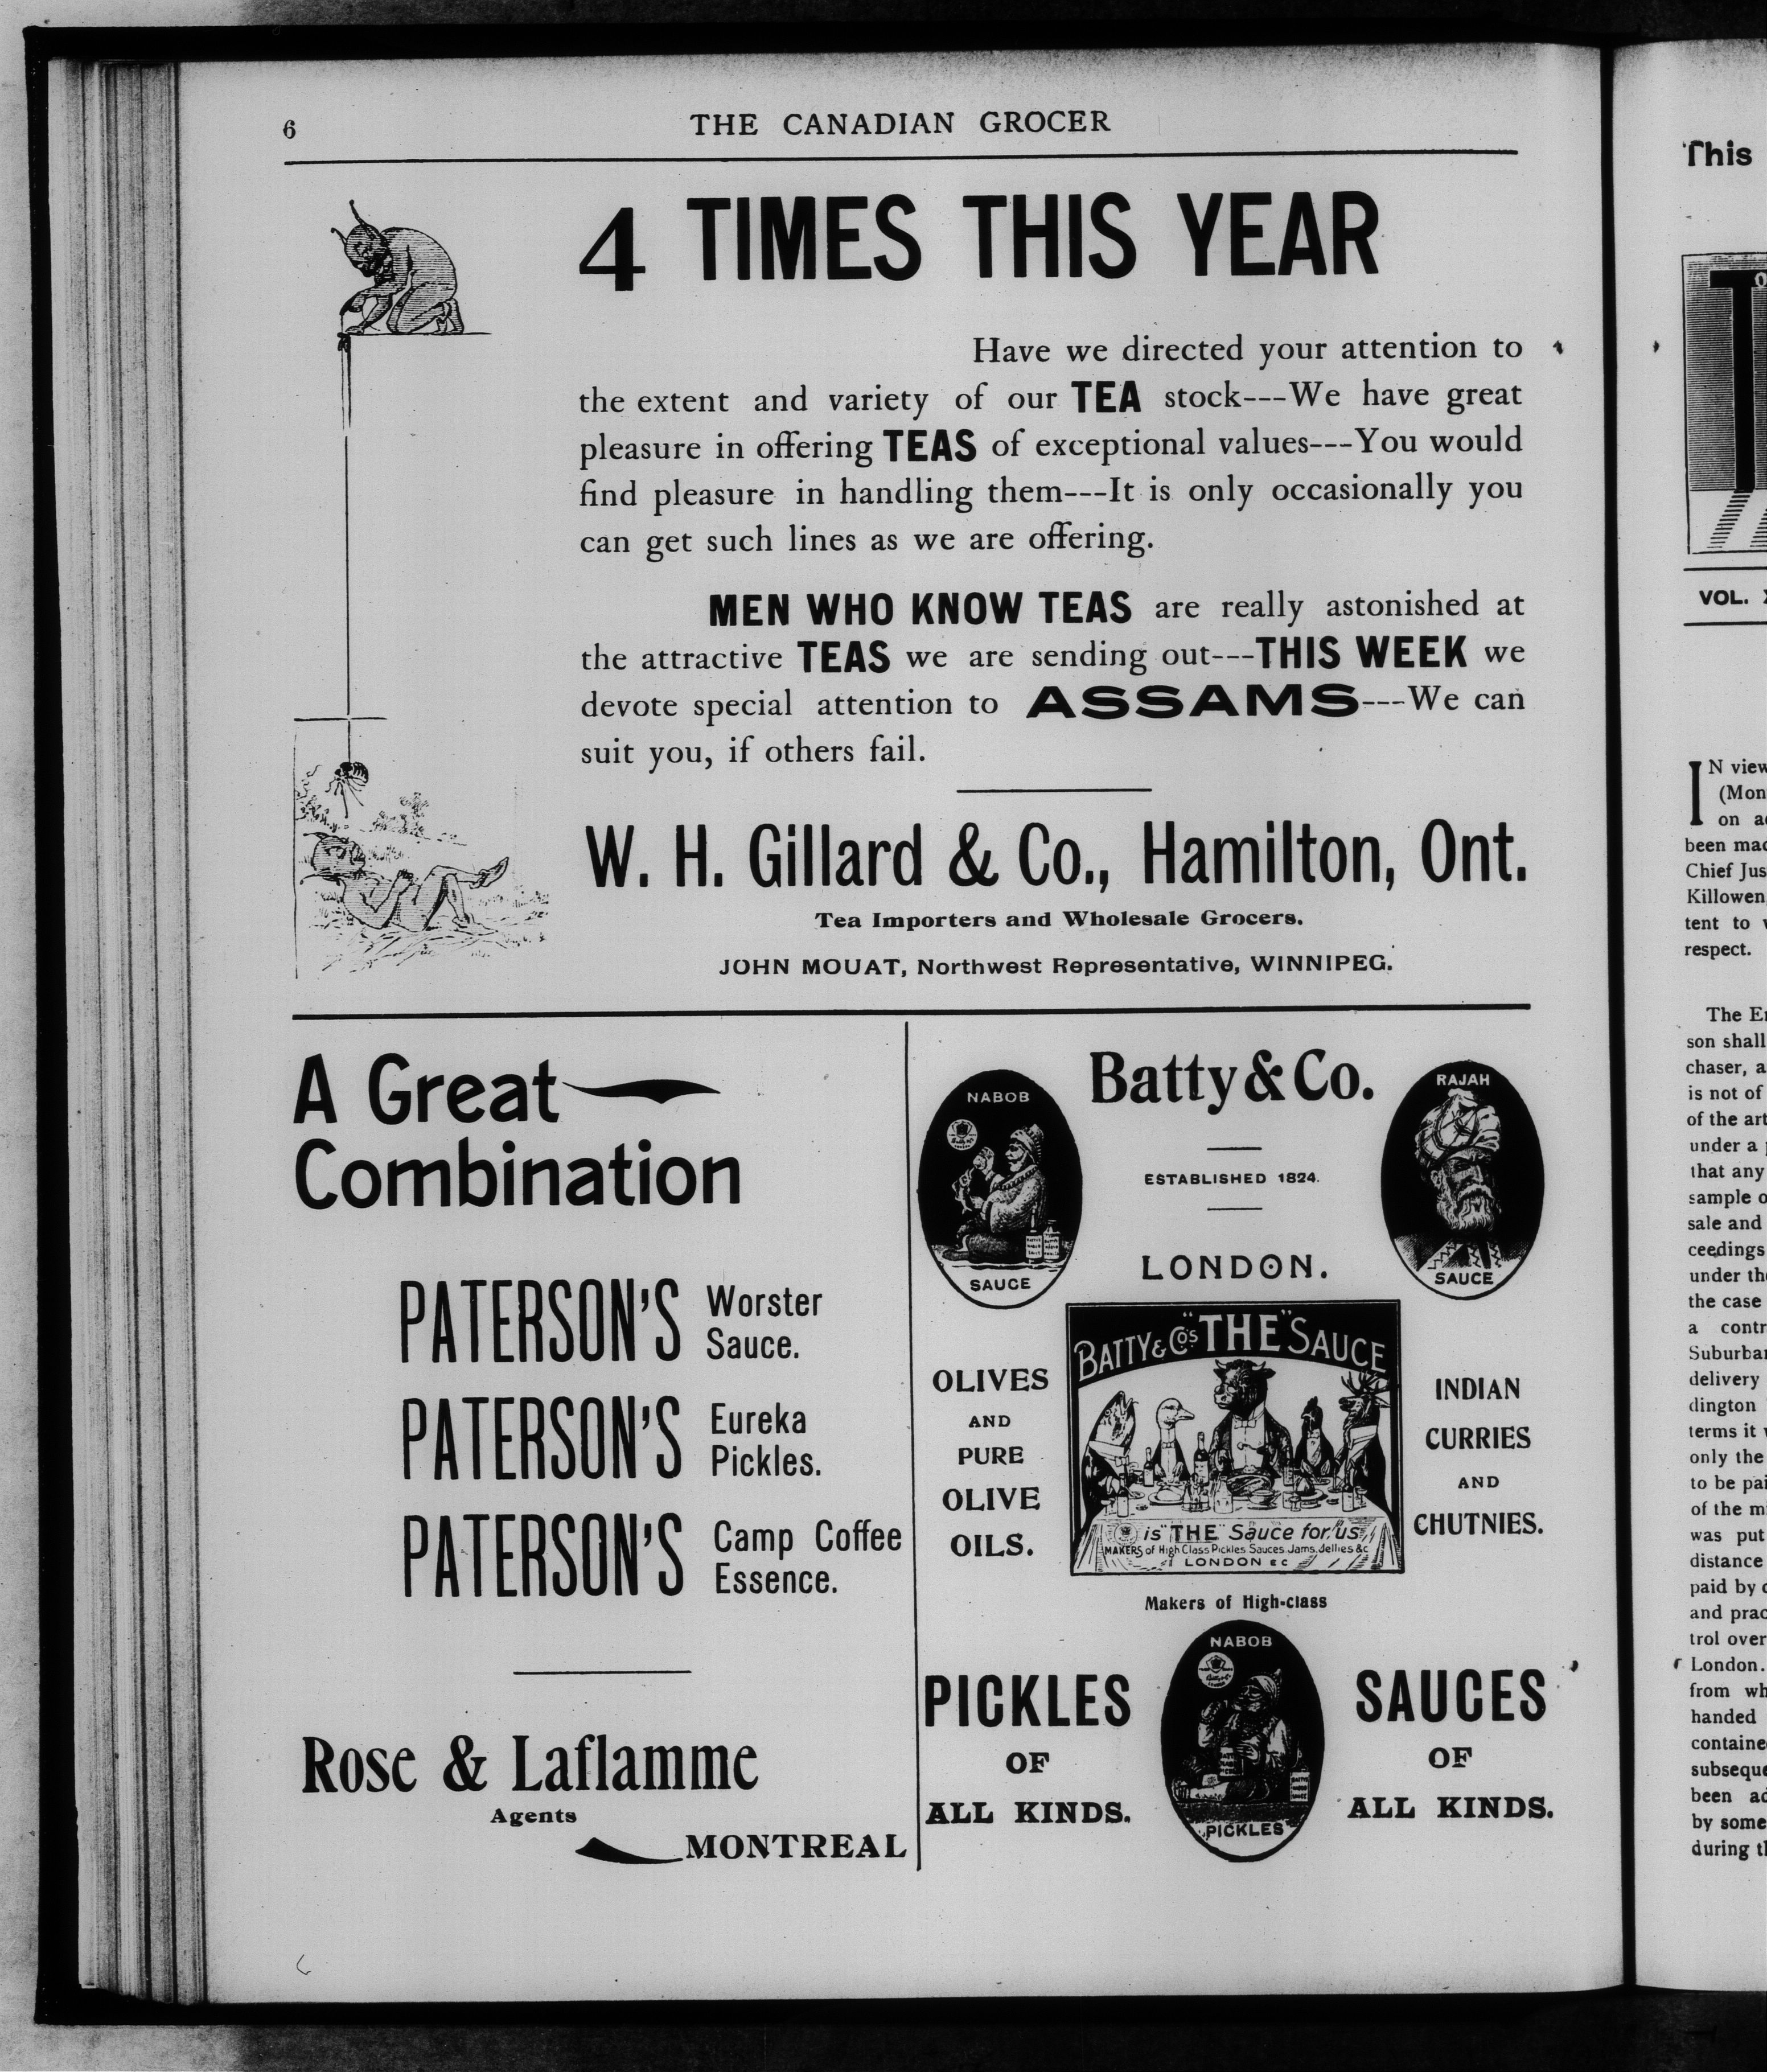 6
THE CANADIAN GROCER
4 TIMES THIS YEAR
Have we directed your attention to
the extent and variety of our TEA stock---We have great
pleasure in offering TEAS of exceptional values---You would
find pleasure in handling them---It is only occasionally you
can get such lines as we are offering.
MEN WHO KNOW TEAS are really astonished at
the attractive TEAS we are sending out---THIS WEEK we
devote special attention to ASSAMS---We can
suit you, if others fail.
W. H. Gillard & Co., Hamilton, Ont.
Tea Importers and Wholesale Grocers.
JOHN MOUAT, Northwest Representative, WINNIPEG.
A Great
Combination
PATERSON'S Worster
Sauce.
PATERSON'S Eureka
Pickles.
PATERSON'S Camp Coffee
Essence.
Rose & Laflamme
Agents
MONTREAL
NABOB
SAUCE
Batty & Co.
ESTABLISHED 1824.
LONDON.
RAJAH
SAUCE
OLIVES
AND
PURE
OLIVE
OILS.
BATTY & Co's "THE" SAUCE
is "THE" Sauce for us
MAKERS of High Class Pickles Sauces Jams Jellies &c
LONDON EC
INDIAN
CURRIES
AND
CHUTNIES.
Makers of High-class
PICKLES
OF
ALL KINDS.
NABOB
PICKLES
SAUCES
OF
ALL KINDS.
This
VOL.
IN view
(Mon
on
been mad
Chief Jus
Killowen,
tent to
respect.
The
son shall
chaser, a
is not of
of the art
under a
that any
sample o
sale and
ceedings
under the
the case
a contr
Suburban
delivery
dington
terms it
only the
to be pai
of the
was put
distance
paid by
and prac
trol over
London.
from wh
handed
containe
subseque
been ad
by some
during th